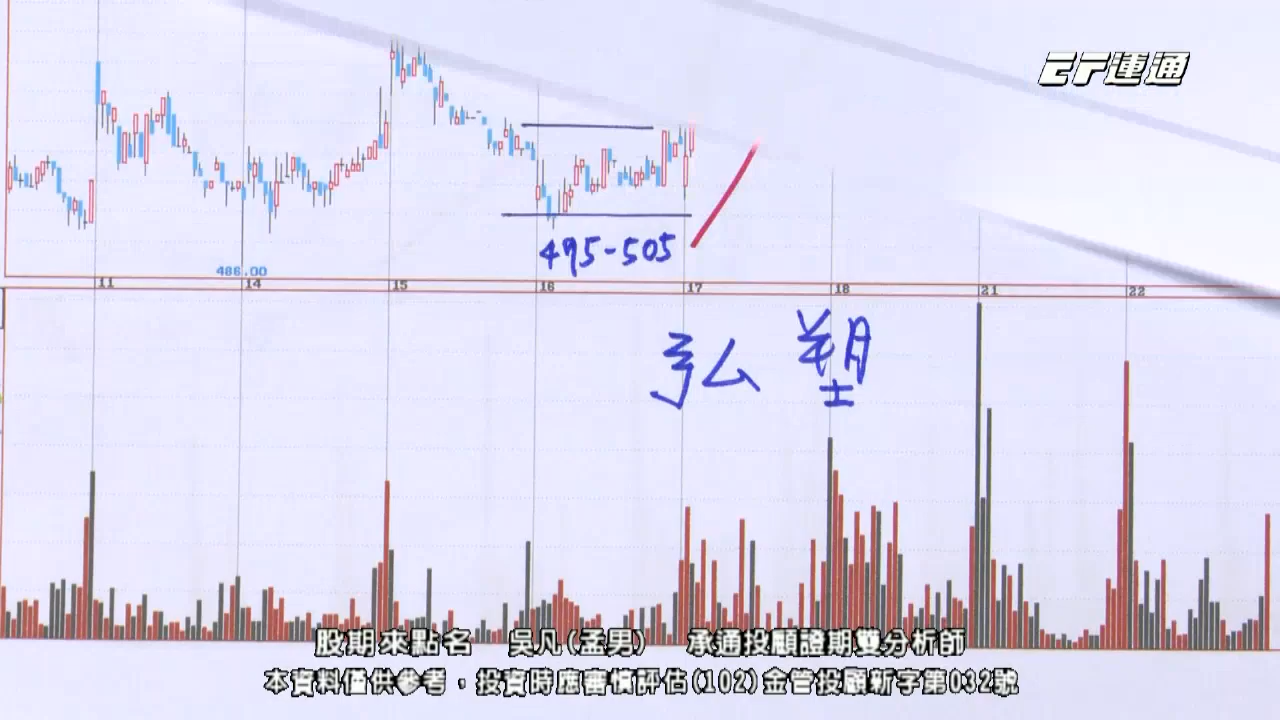 EF運通
495-505
486.00
11 14 15 16 17 18 21 22
弘塑
股期來點名 吳凡(孟男) 承通投顧證期雙分析師
本資料僅供參考，投資時應審慎評估(102)金管投顧新字第032號